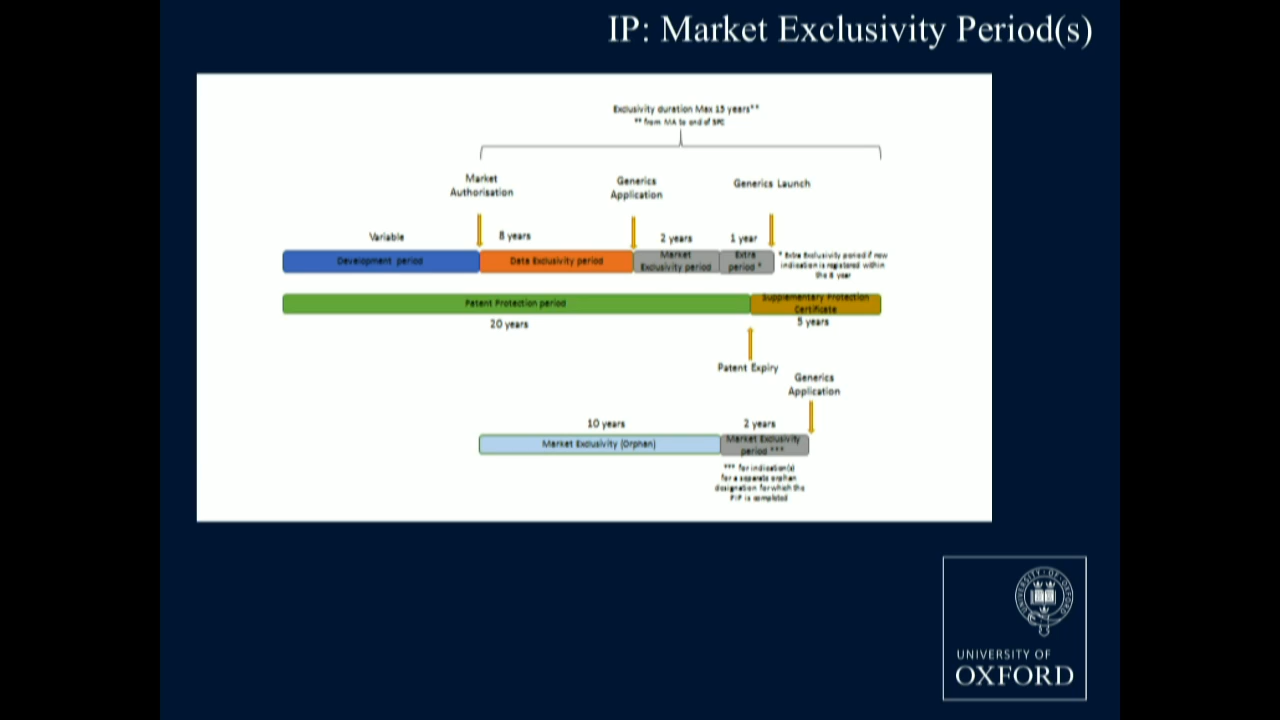 IP: Market Exclusivity Period(s)
Exclusivity duration Max 15 years**
** from MA to end of SPC
Market
Authorisation
Generics
Application
Generics Launch
Variable
8 years
2 years
1 year
Development period
Data Exclusivity period
Market
Exclusivity period
Extra
period *
* Extra Exclusivity period if new
indication is registered within
the 8 year
Patent Protection period
Supplementary Protection
Certificate
20 years
5 years
Patent Expiry
Generics
Application
10 years
2 years
Market Exclusivity (Orphan)
Market Exclusivity
period ***
*** for indication(s)
for a separate orphan
designation for which the
PIP is completed
UNIVERSITY OF
OXFORD